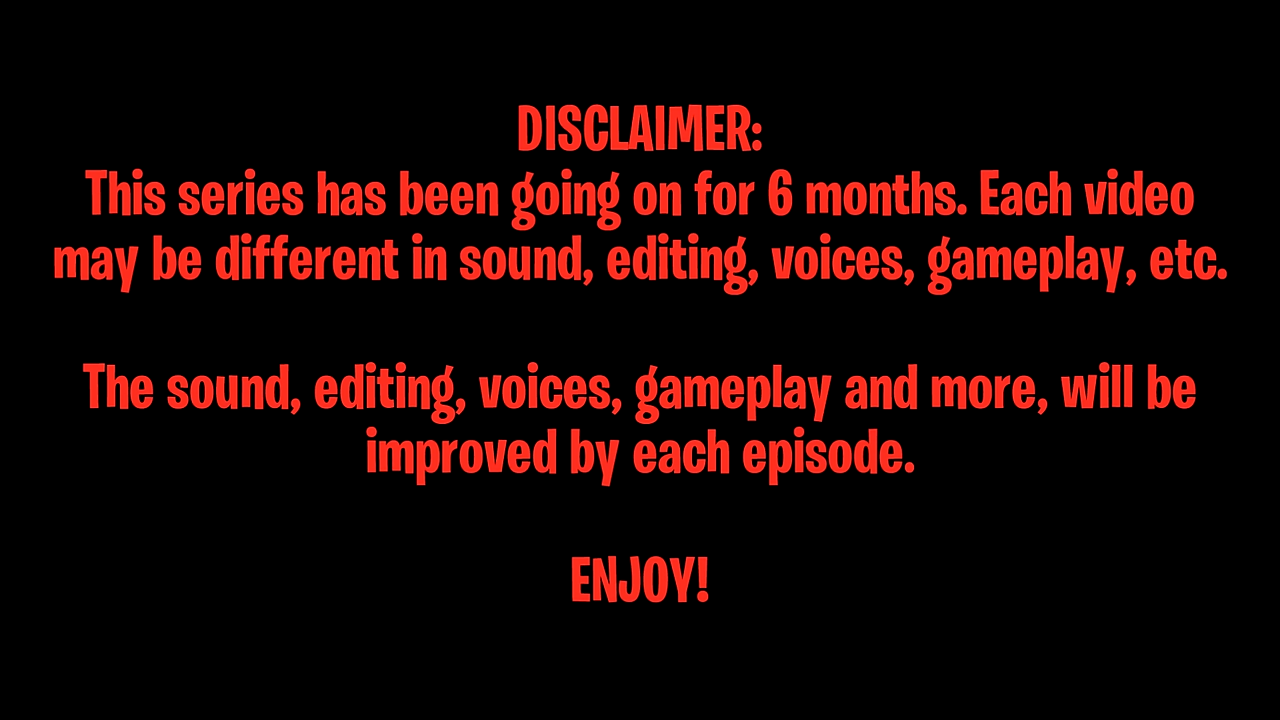 DISCLAIMER:
This series has been going on for 6 months. Each video
may be different in sound, editing, voices, gameplay, etc.
The sound, editing, voices, gameplay and more, will be
improved by each episode.
ENJOY!